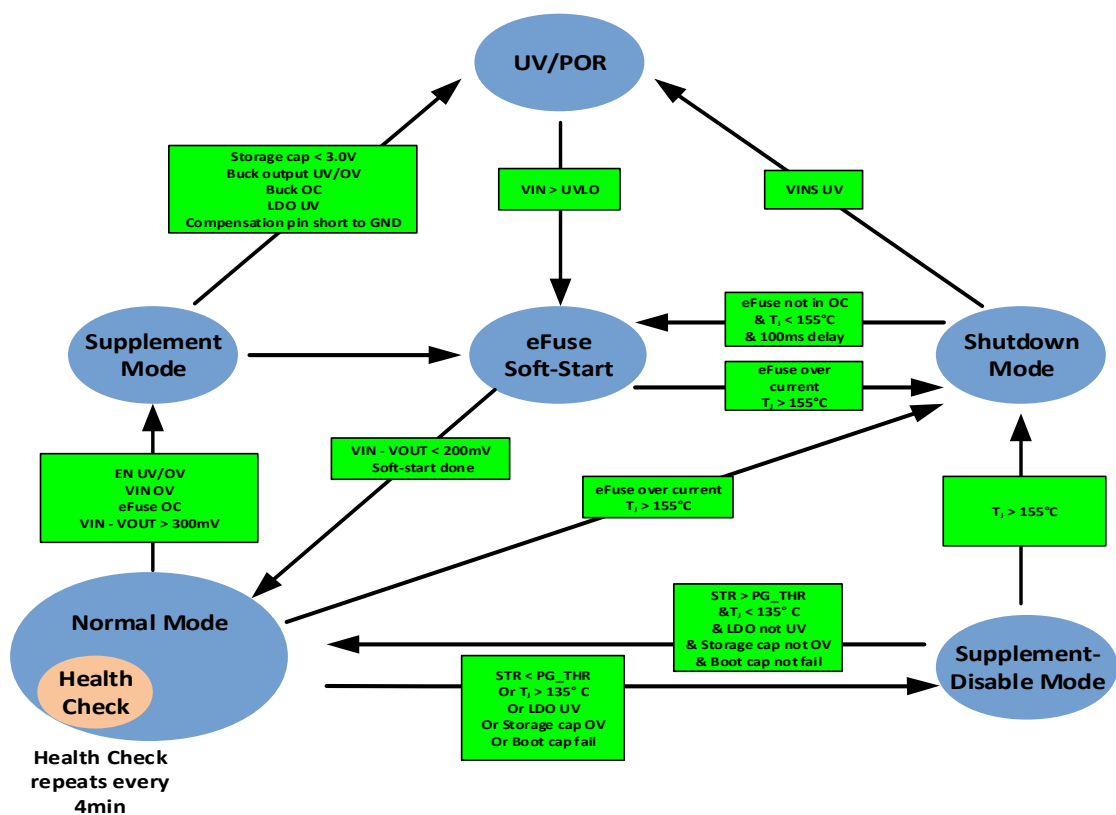 UV/POR
Storage cap < 3.0V
Buck output UV/OV
Buck OC
LDO UV
Compensation pin short to GND
VIN > UVLO
VINS UV
Supplement
Mode
eFuse
Soft-Start
eFuse not in OC
& TJ < 155°C
& 100ms delay
Shutdown
Mode
eFuse over
current
TJ > 155°C
VIN - VOUT < 200mV
Soft-start done
EN UV/OV
VIN OV
eFuse OC
VIN - VOUT > 300mV
eFuse over current
TJ > 155°C
TJ > 155°C
Normal Mode
Health
Check
STR > PG_THR
&TJ < 135° C
& LDO not UV
& Storage cap not OV
& Boot cap not fail
STR < PG_THR
Or TJ > 135° C
Or LDO UV
Or Storage cap OV
Or Boot cap fail
Supplement-
Disable Mode
Health Check
repeats every
4min